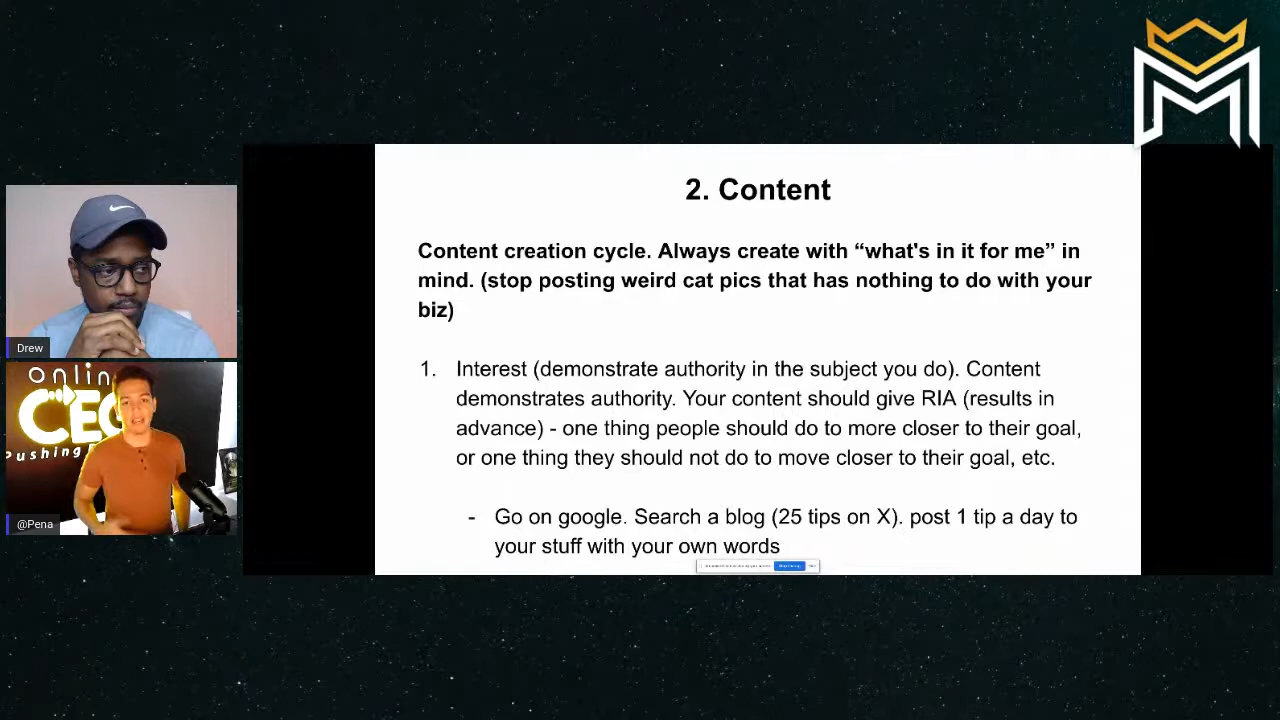 2. Content
Content creation cycle. Always create with “what's in it for me” in
mind. (stop posting weird cat pics that has nothing to do with your
biz)
1. Interest (demonstrate authority in the subject you do). Content
demonstrates authority. Your content should give RIA (results in
advance) - one thing people should do to more closer to their goal,
or one thing they should not do to move closer to their goal, etc.
- Go on google. Search a blog (25 tips on X). post 1 tip a day to
your stuff with your own words
Drew
onlin
CEO
Pushing
@Pena
M